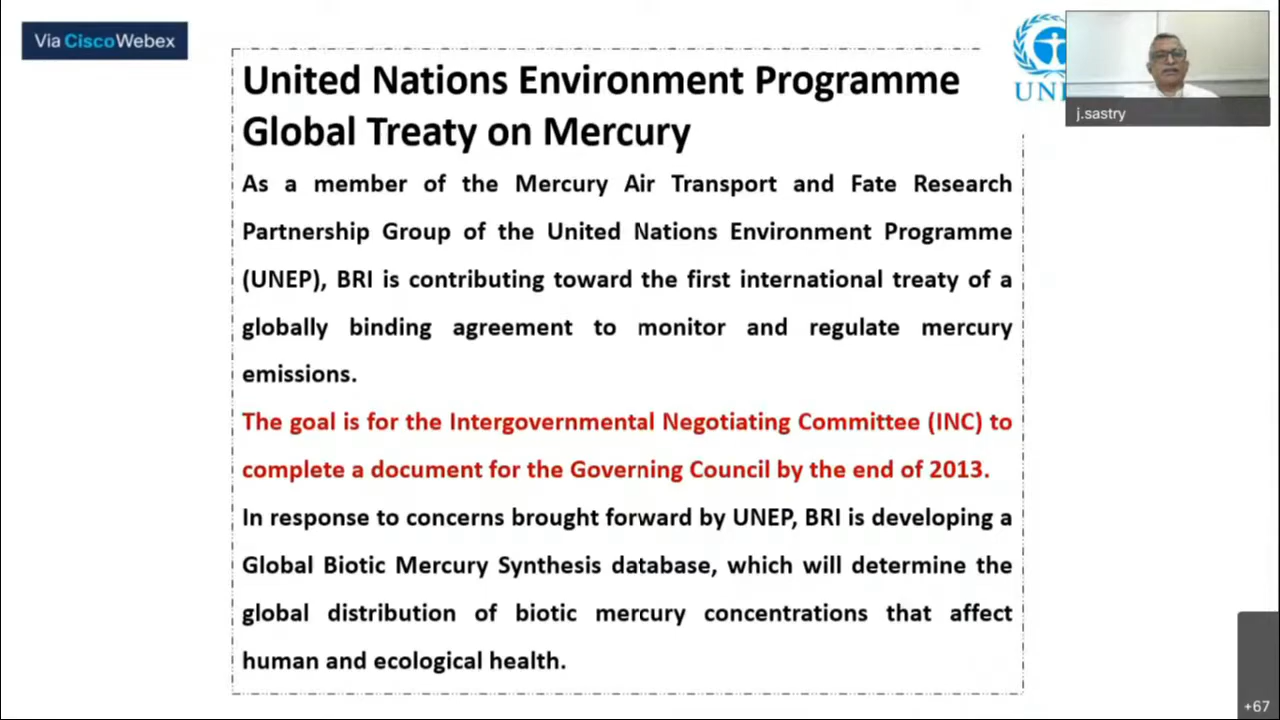 Via CiscoWebex
United Nations Environment Programme
Global Treaty on Mercury
As a member of the Mercury Air Transport and Fate Research
Partnership Group of the United Nations Environment Programme
(UNEP), BRI is contributing toward the first international treaty of a
globally binding agreement to monitor and regulate mercury
emissions.
The goal is for the Intergovernmental Negotiating Committee (INC) to
complete a document for the Governing Council by the end of 2013.
In response to concerns brought forward by UNEP, BRI is developing a
Global Biotic Mercury Synthesis database, which will determine the
global distribution of biotic mercury concentrations that affect
human and ecological health.
j.sastry
+67